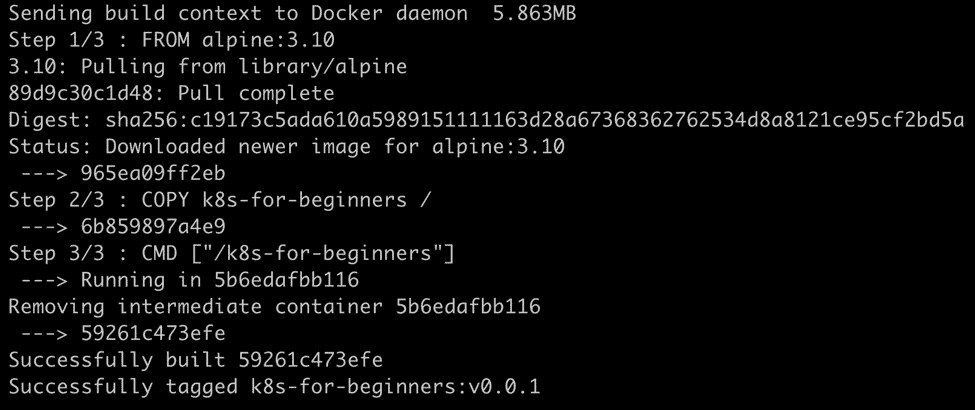 Sending build context to Docker daemon  5.863MB
Step 1/3 : FROM alpine:3.10
3.10: Pulling from library/alpine
89d9c30c1d48: Pull complete
Digest: sha256:c19173c5ada610a5989151111163d28a67368362762534d8a8121ce95cf2bd5a
Status: Downloaded newer image for alpine:3.10
 ---> 965ea09ff2eb
Step 2/3 : COPY k8s-for-beginners /
 ---> 6b859897a4e9
Step 3/3 : CMD ["/k8s-for-beginners"]
 ---> Running in 5b6edafbb116
Removing intermediate container 5b6edafbb116
 ---> 59261c473efe
Successfully built 59261c473efe
Successfully tagged k8s-for-beginners:v0.0.1